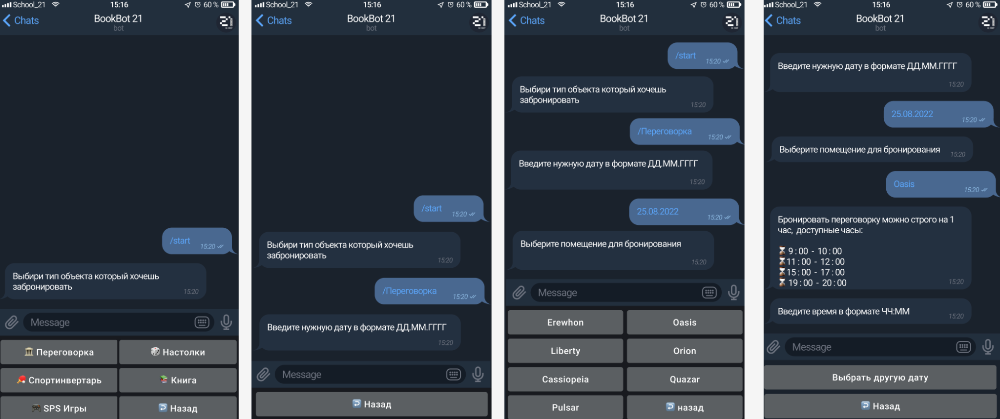 School_21
15:16
60 %
Chats
BookBot 21
bot
21
/start
15:20
Выбири тип объекта который хочешь
забронировать
15:20
Message
Переговорка
Настолки
Спортинвертарь
Книга
SPS Игры
Назад
School_21
15:16
60 %
Chats
BookBot 21
bot
21
/start
15:20
Выбири тип объекта который хочешь
забронировать
15:20
/Переговорка
15:20
Введите нужную дату в формате ДД.ММ.ГГГГ
15:20
Message
Назад
School_21
15:16
60 %
Chats
BookBot 21
bot
21
/start
15:20
Выбири тип объекта который хочешь
забронировать
15:20
/Переговорка
15:20
Введите нужную дату в формате ДД.ММ.ГГГГ
15:20
25.08.2022
15:20
Выберите помещение для бронирования
15:20
Message
Erewhon
Oasis
Liberty
Orion
Cassiopeia
Quazar
Pulsar
назад
School_21
15:16
60 %
Chats
BookBot 21
bot
21
Введите нужную дату в формате ДД.ММ.ГГГГ
15:20
25.08.2022
15:20
Выберите помещение для бронирования
15:20
Oasis
15:20
Бронировать переговорку можно строго на 1
час, доступные часы:
9:00 - 10:00
11:00 - 12:00
15:00 - 17:00
19:00 - 20:00
15:20
Введите время в формате ЧЧ:ММ
15:20
Message
Выбрать другую дату
Назад